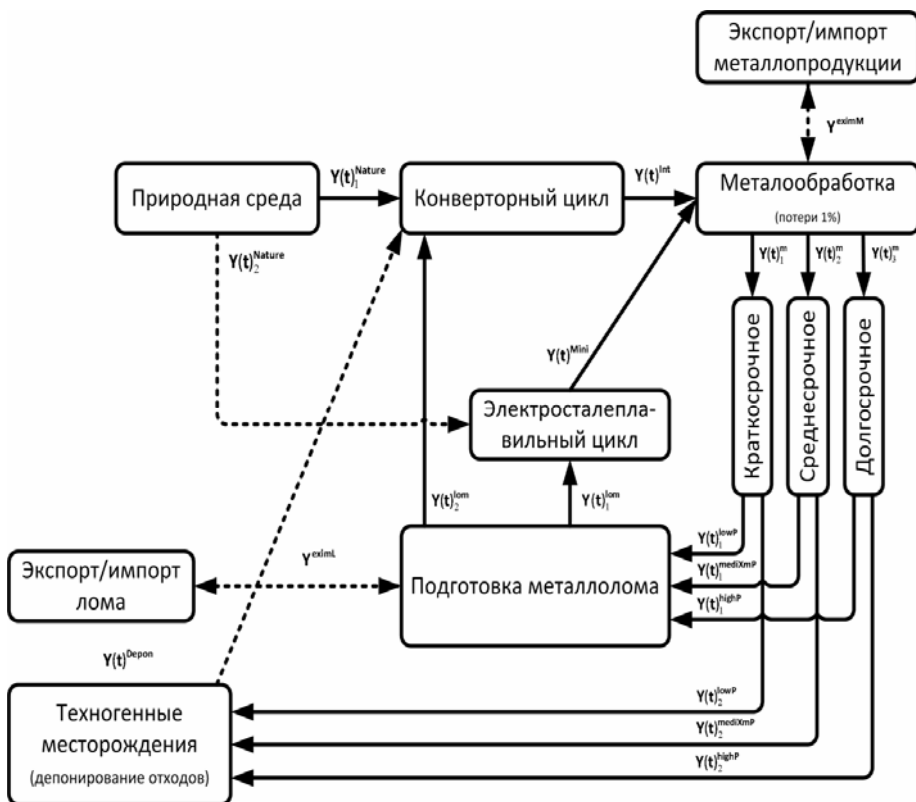 Экспорт/импорт
металлопродукции
Y^eximM
Природная среда
Y(t)₁^Nature
Конверторный цикл
Y(t)^Int
Металообработка
(потери 1%)
Y(t)₂^Nature
Y(t)₁^m
Y(t)₂^m
Y(t)₃^m
Краткосрочное
Среднесрочное
Долгосрочное
Y(t)^Mini
Электросталепла-
вильный цикл
Y(t)₂^lom
Y(t)₁^lom
Y(t)₁^lowP
Y(t)₁^mediXmP
Y(t)₁^highP
Подготовка металлолома
Y^eximL
Экспорт/импорт
лома
Y(t)^Depon
Техногенные
месторождения
(депонирование отходов)
Y(t)₂^lowP
Y(t)₂^mediXmP
Y(t)₂^highP